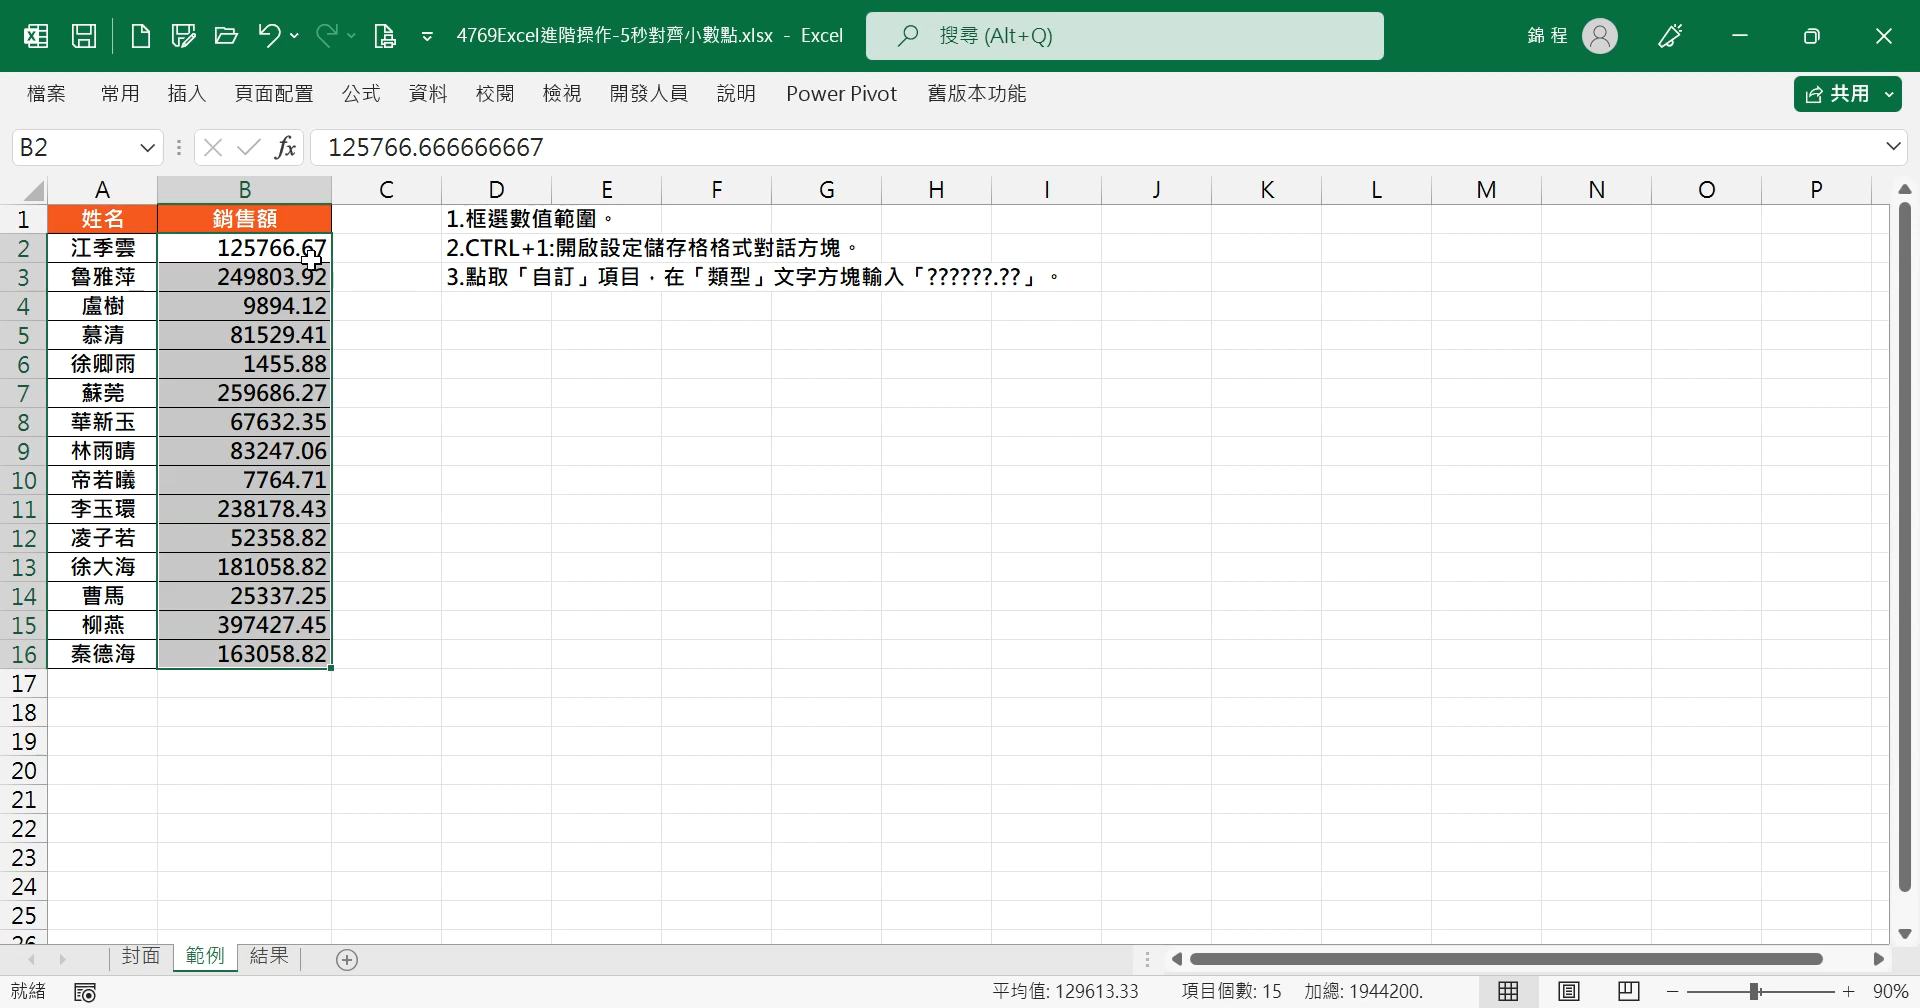 4769Excel進階操作-5秒對齊小數點.xlsx - Excel
搜尋 (Alt+Q)
錦 程
檔案 常用 插入 頁面配置 公式 資料 校閱 檢視 開發人員 說明 Power Pivot 舊版本功能
共用
B2
fx
125766.666666667
A B C D E F G H I J K L M N O P
1 姓名 銷售額 1.框選數值範圍。
2 江季雲 125766.67 2.CTRL+1:開啟設定儲存格格式對話方塊。
3 魯雅萍 249803.92 3.點取「自訂」項目，在「類型」文字方塊輸入「??????.??」。
4 盧樹 9894.12
5 慕清 81529.41
6 徐卿雨 1455.88
7 蘇莞 259686.27
8 華新玉 67632.35
9 林雨晴 83247.06
10 帝若曦 7764.71
11 李玉環 238178.43
12 凌子若 52358.82
13 徐大海 181058.82
14 曹馬 25337.25
15 柳燕 397427.45
16 秦德海 163058.82
17
18
19
20
21
22
23
24
25
26
封面 範例 結果
就緒
平均值: 129613.33 項目個數: 15 加總: 1944200.
90%